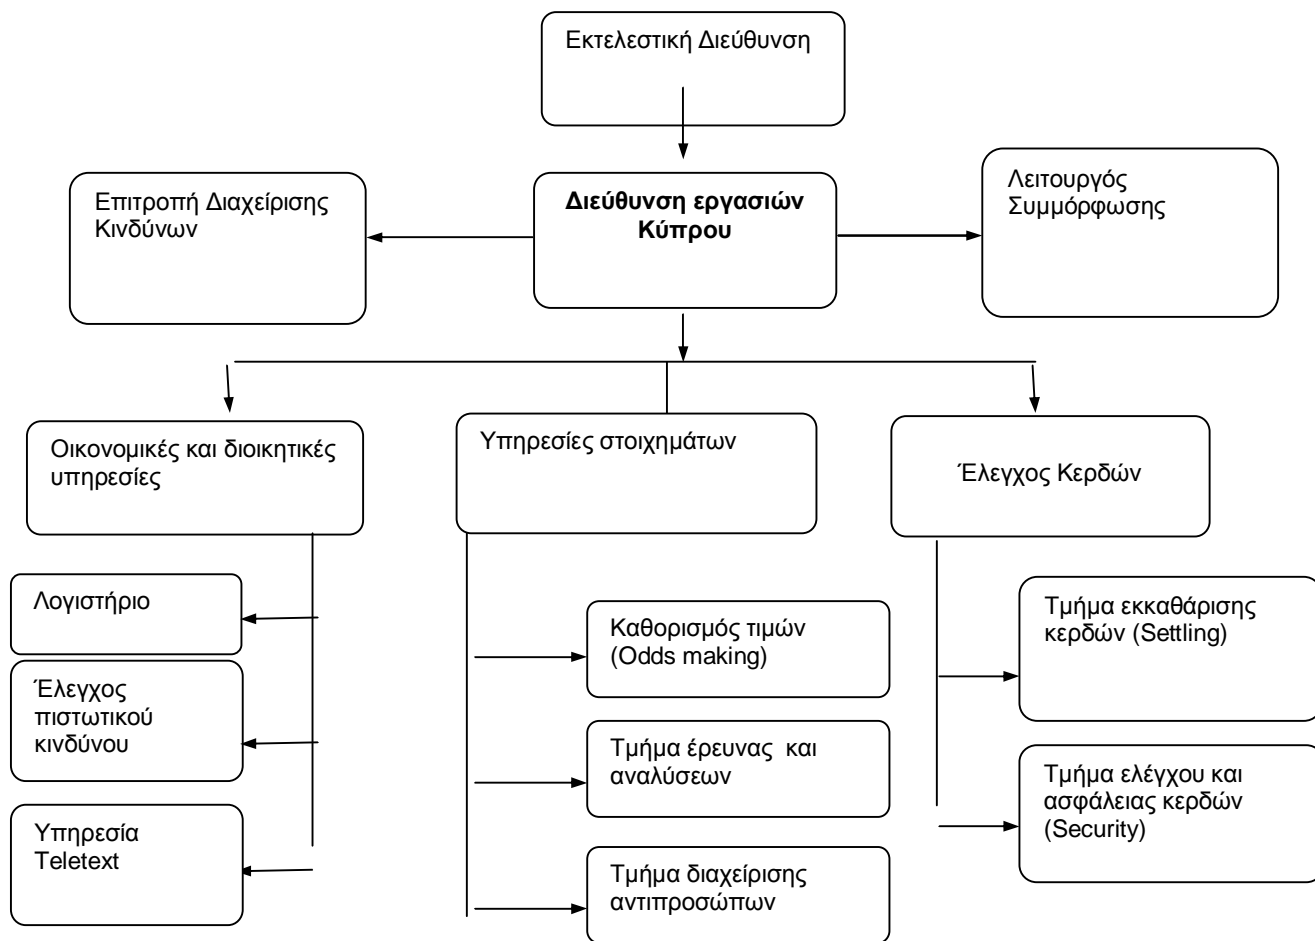 Εκτελεστική Διεύθυνση
Επιτροπή Διαχείρισης
Κινδύνων
Διεύθυνση εργασιών
Κύπρου
Λειτουργός
Συμμόρφωσης
Οικονομικές και διοικητικές
υπηρεσίες
Υπηρεσίες στοιχημάτων
Έλεγχος Κερδών
Λογιστήριο
Έλεγχος
πιστωτικού
κινδύνου
Υπηρεσία
Teletext
Καθορισμός τιμών
(Odds making)
Τμήμα έρευνας και
αναλύσεων
Τμήμα διαχείρισης
αντιπροσώπων
Τμήμα εκκαθάρισης
κερδών (Settling)
Τμήμα ελέγχου και
ασφάλειας κερδών
(Security)